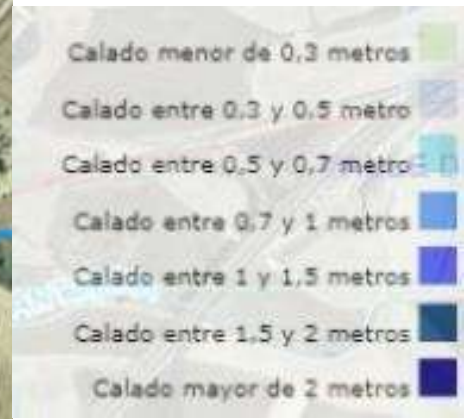 Calado menor de 0,3 metros
Calado entre 0,3 y 0,5 metro
Calado entre 0,5 y 0,7 metro
Calado entre 0,7 y 1 metros
Calado entre 1 y 1,5 metros
Calado entre 1,5 y 2 metros
Calado mayor de 2 metros